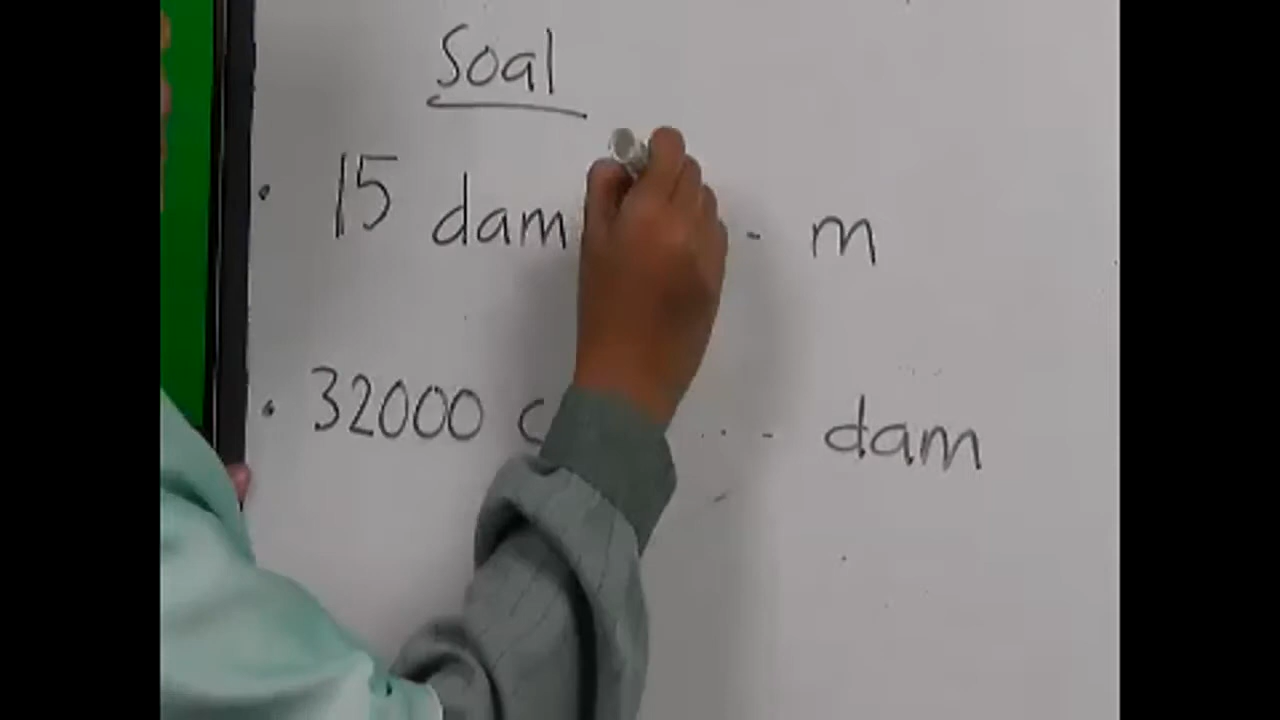 Soal
• 15 dam - m
• 32000 c ... - dam